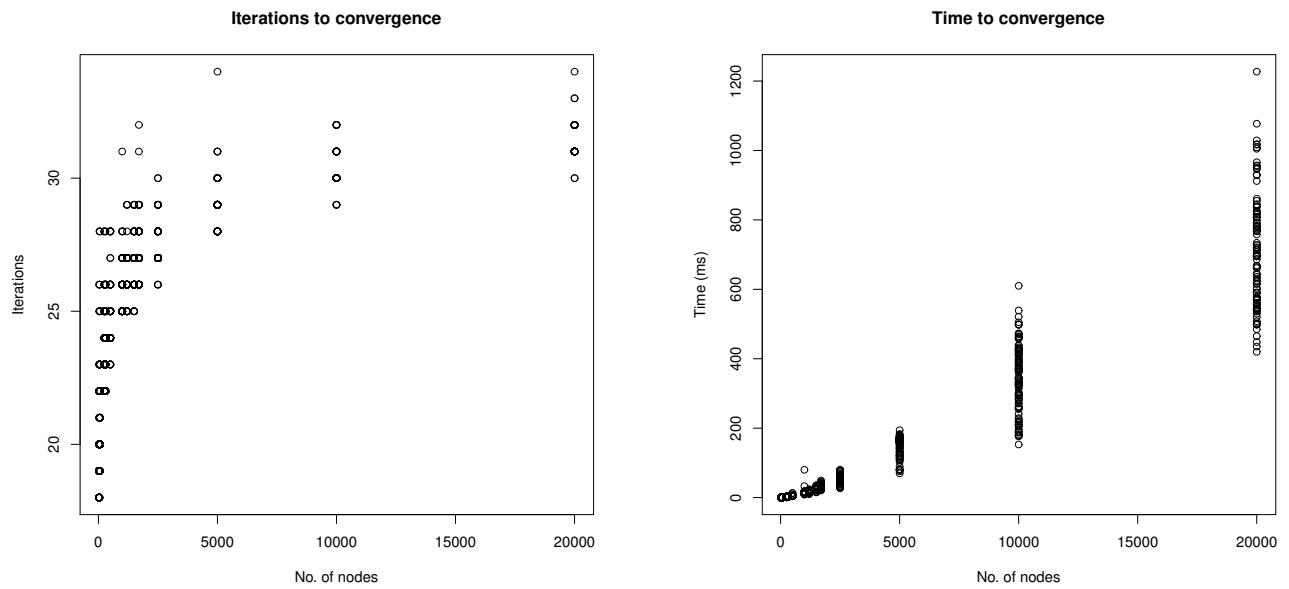 Iterations to convergence
Iterations
30
25
20
0 5000 10000 15000 20000
No. of nodes
Time to convergence
Time (ms)
1200
1000
800
600
400
200
0
0 5000 10000 15000 20000
No. of nodes